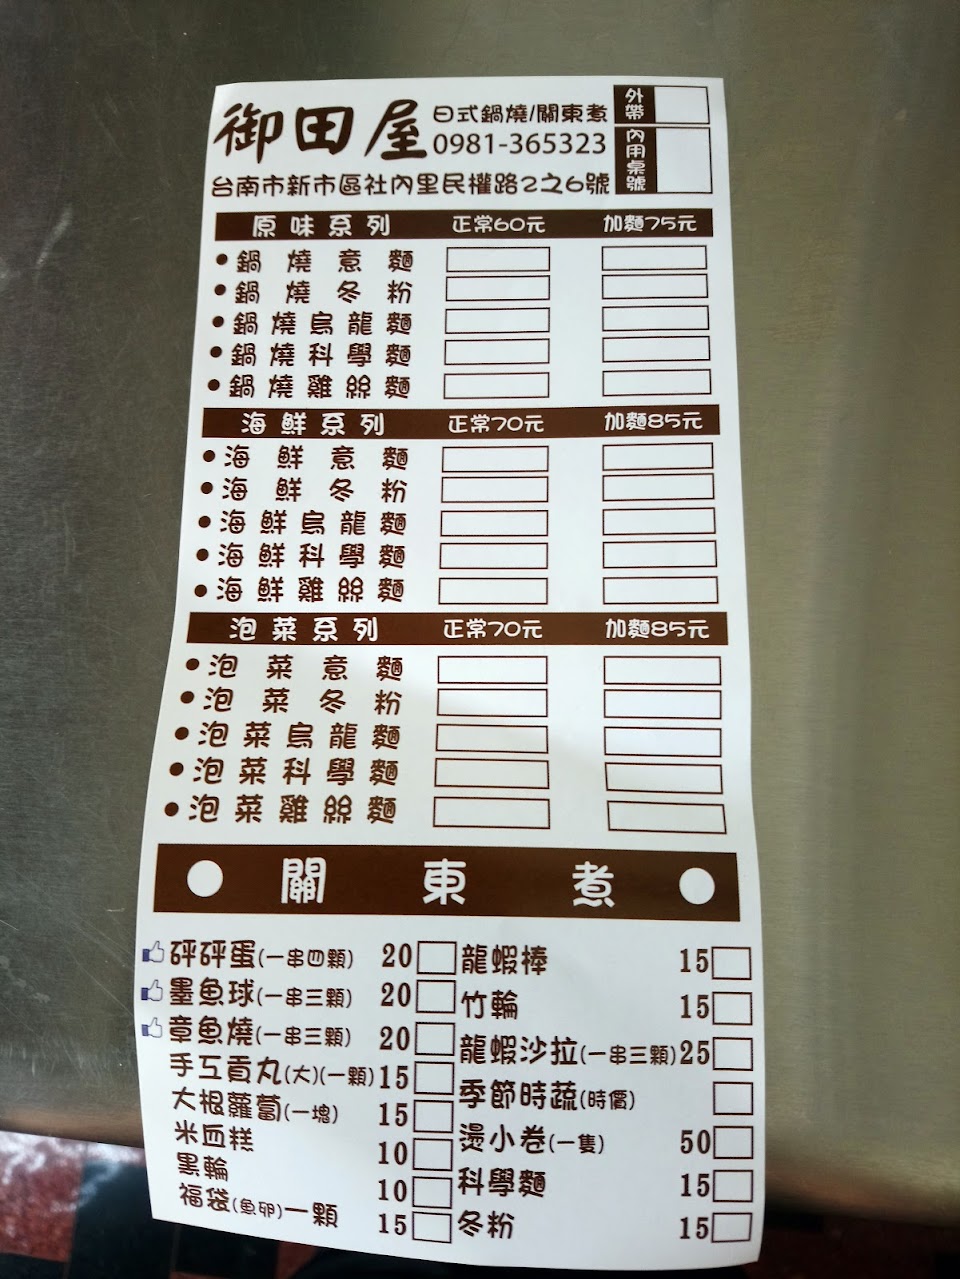 御田屋
日式鍋燒/關東煮
0981-365323
台南市新市區社內里民權路2之6號
外帶
內用桌號
原味系列 正常60元 加麵75元
•鍋燒意麵
•鍋燒冬粉
•鍋燒烏龍麵
•鍋燒科學麵
•鍋燒雞絲麵
海鮮系列 正常70元 加麵85元
•海鮮意麵
•海鮮冬粉
•海鮮烏龍麵
•海鮮科學麵
•海鮮雞絲麵
泡菜系列 正常70元 加麵85元
•泡菜意麵
•泡菜冬粉
•泡菜烏龍麵
•泡菜科學麵
•泡菜雞絲麵
關東煮
砰砰蛋(一串四顆) 20
墨魚球(一串三顆) 20
章魚燒(一串三顆) 20
手工貢丸(大)(一顆) 15
大根蘿蔔(一塊) 15
米血糕 10
黑輪 10
福袋(魚卵)一顆 15
龍蝦棒 15
竹輪 15
龍蝦沙拉(一串三顆) 25
季節時蔬(時價)
燙小卷(一隻) 50
科學麵 15
冬粉 15